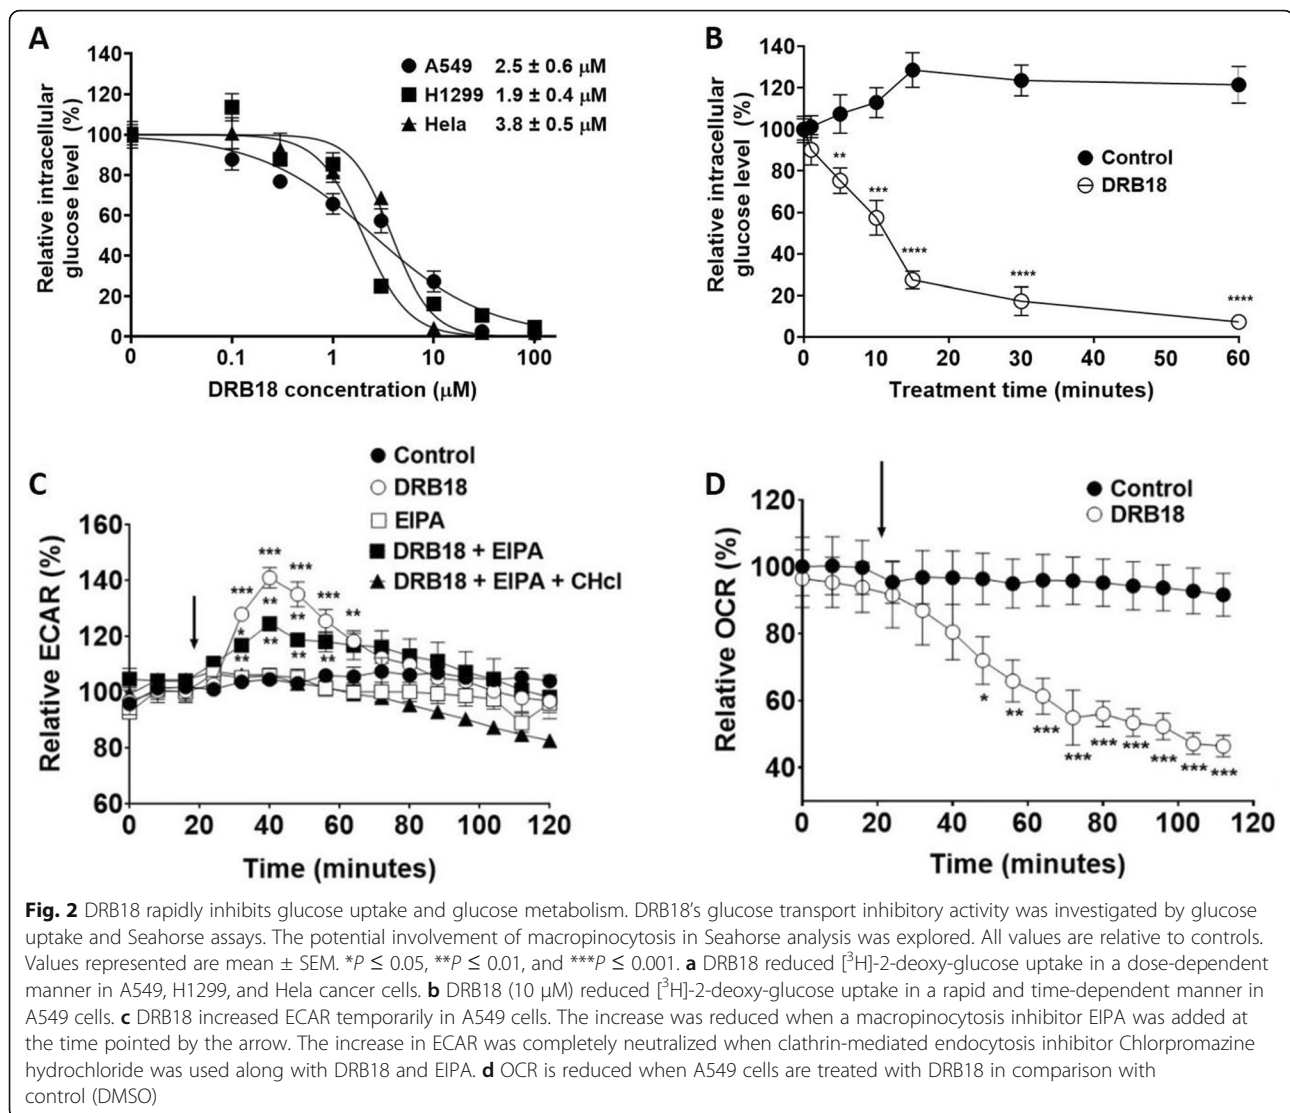 A
Relative intracellular
glucose level (%)
140
120
100
80
60
40
20
0
0
0.1
1
10
100
DRB18 concentration (μM)
A549 2.5 ± 0.6 μM
H1299 1.9 ± 0.4 μM
Hela 3.8 ± 0.5 μM
B
Relative intracellular
glucose level (%)
140
120
100
80
60
40
20
0
0
10
20
30
40
50
60
Treatment time (minutes)
Control
DRB18
**
***
****
****
****
C
Relative ECAR (%)
160
140
120
100
80
60
0
20
40
60
80
100
120
Time (minutes)
Control
DRB18
EIPA
DRB18 + EIPA
DRB18 + EIPA + CHcl
***
***
***
***
**
**
**
*
**
**
**
**
D
Relative OCR (%)
120
100
80
60
40
0
20
40
60
80
100
120
Time (minutes)
Control
DRB18
*
**
***
***
***
***
***
***
***
Fig. 2 DRB18 rapidly inhibits glucose uptake and glucose metabolism. DRB18's glucose transport inhibitory activity was investigated by glucose
uptake and Seahorse assays. The potential involvement of macropinocytosis in Seahorse analysis was explored. All values are relative to controls.
Values represented are mean ± SEM. *P ≤ 0.05, **P ≤ 0.01, and ***P ≤ 0.001. a DRB18 reduced [³H]-2-deoxy-glucose uptake in a dose-dependent
manner in A549, H1299, and Hela cancer cells. b DRB18 (10 μM) reduced [³H]-2-deoxy-glucose uptake in a rapid and time-dependent manner in
A549 cells. c DRB18 increased ECAR temporarily in A549 cells. The increase was reduced when a macropinocytosis inhibitor EIPA was added at
the time pointed by the arrow. The increase in ECAR was completely neutralized when clathrin-mediated endocytosis inhibitor Chlorpromazine
hydrochloride was used along with DRB18 and EIPA. d OCR is reduced when A549 cells are treated with DRB18 in comparison with
control (DMSO)